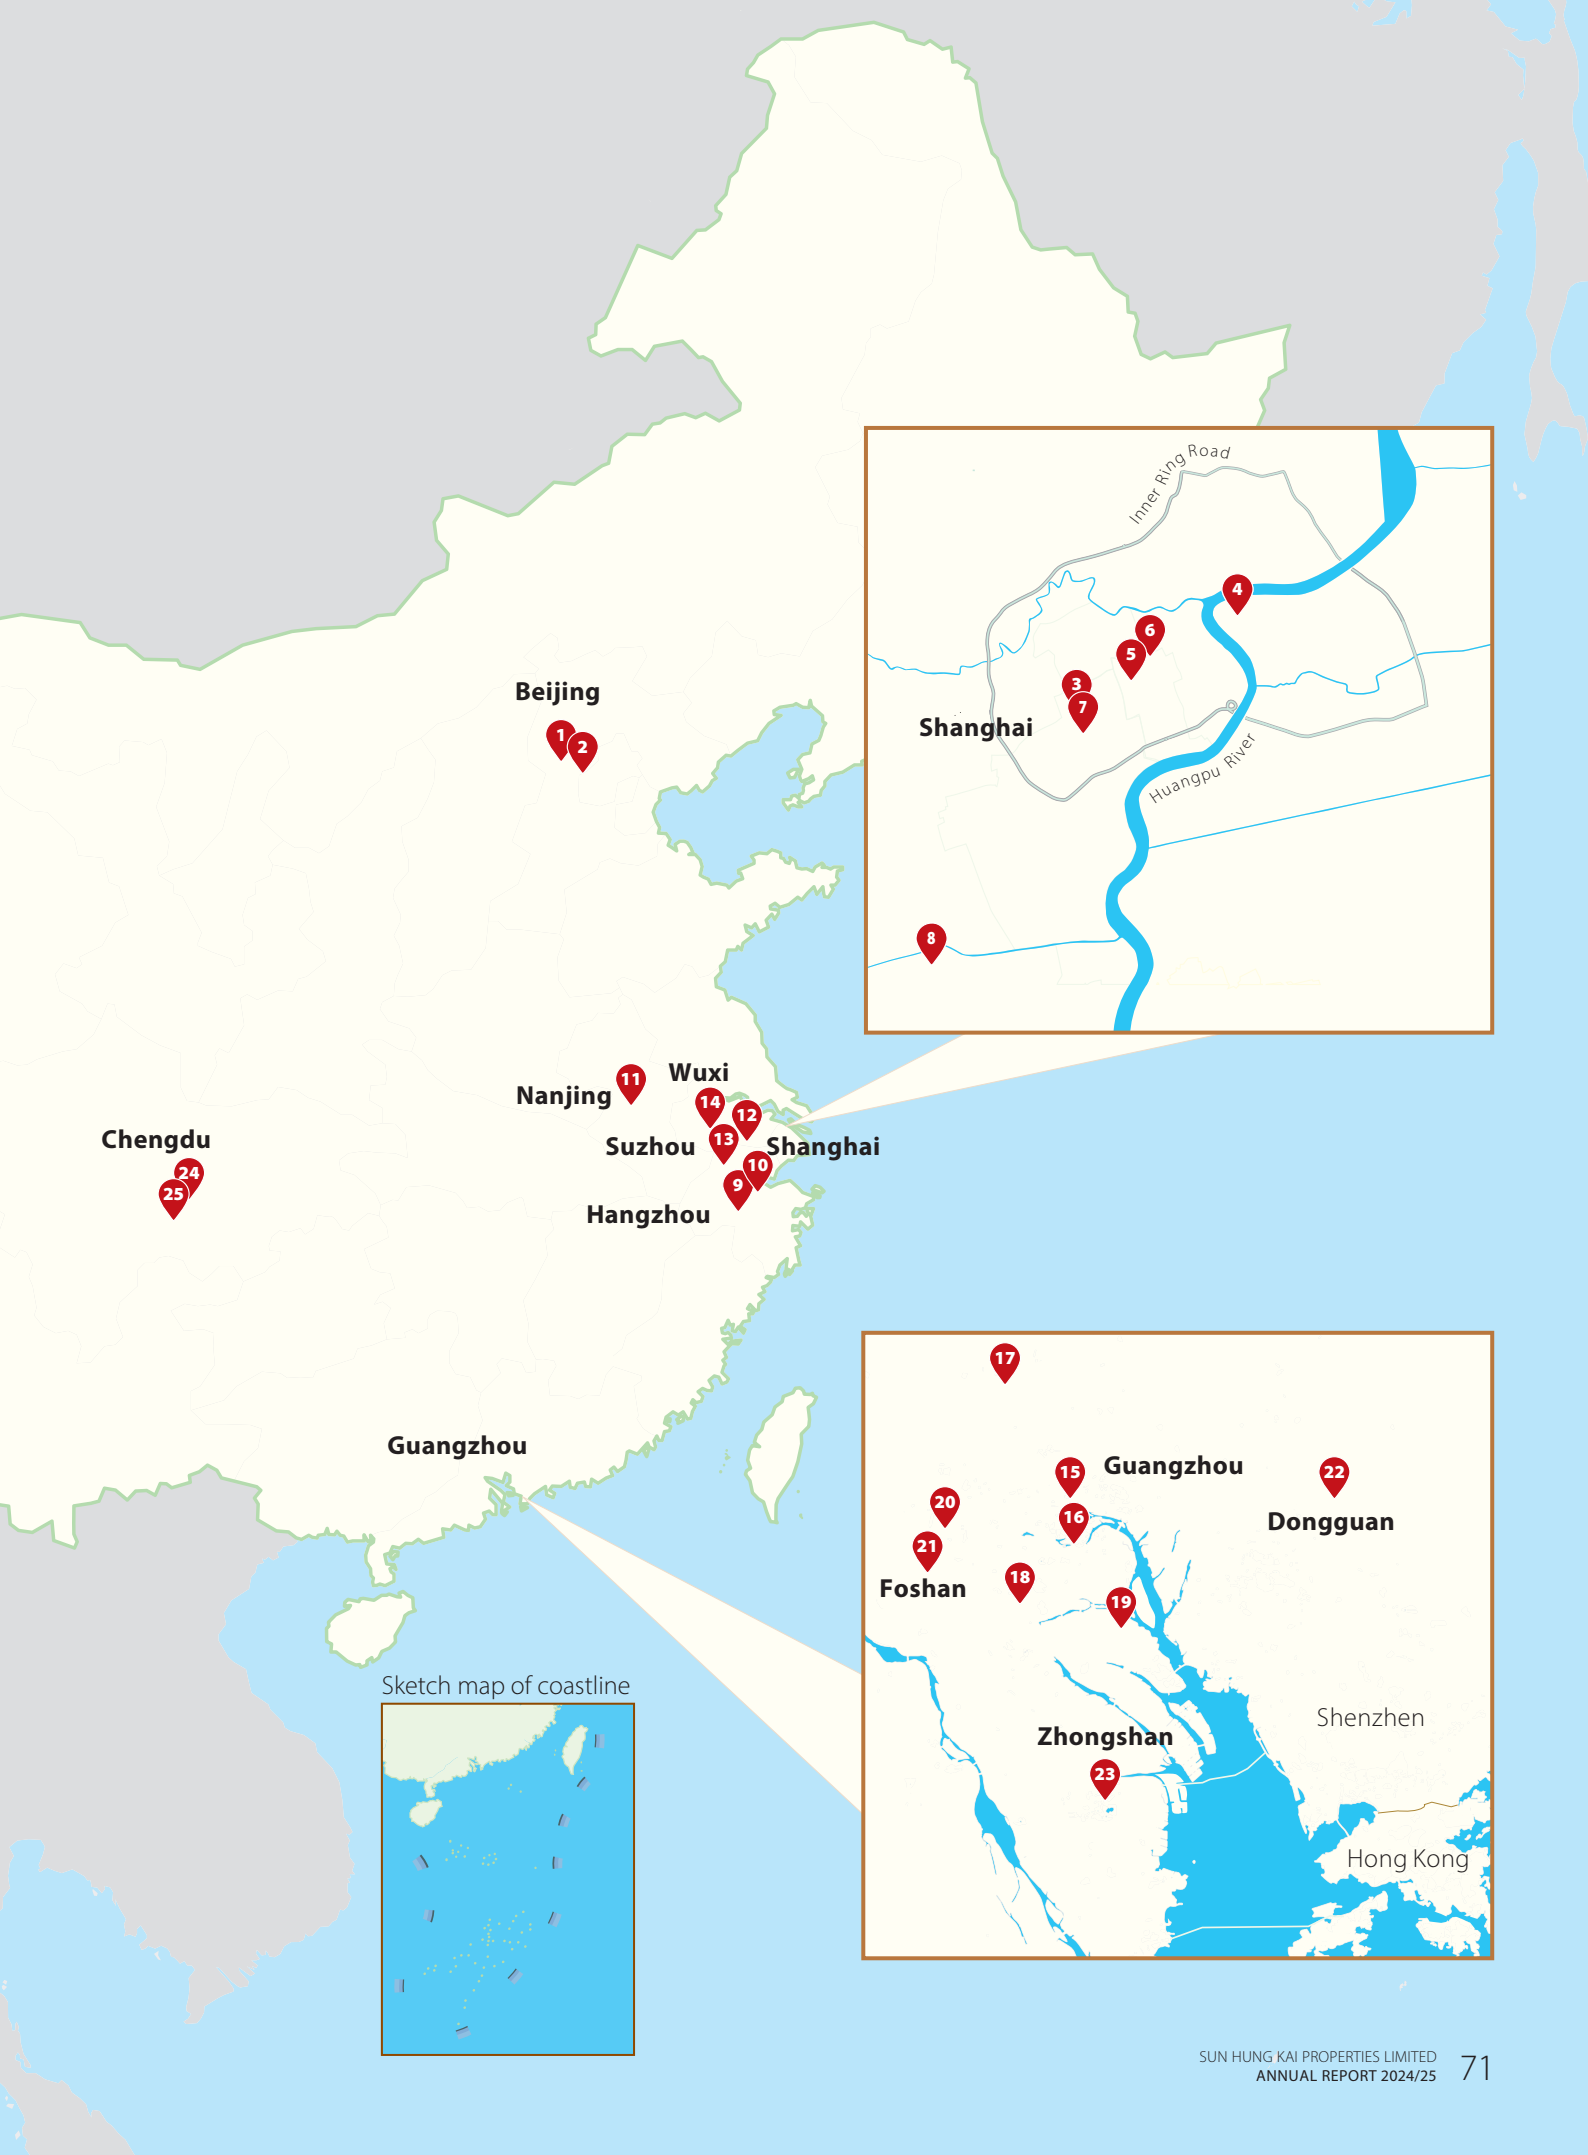 Inner Ring Road
4
6
5
3
7
Shanghai
Huangpu River
8
Beijing
1
2
Wuxi
11
Nanjing
14
12
13
Suzhou
Shanghai
10
9
Hangzhou
Chengdu
24
25
17
Guangzhou
15
Guangzhou
22
20
16
Dongguan
21
18
Foshan
19
Shenzhen
Zhongshan
23
Hong Kong
Sketch map of coastline
SUN HUNG KAI PROPERTIES LIMITED
ANNUAL REPORT 2024/25
71